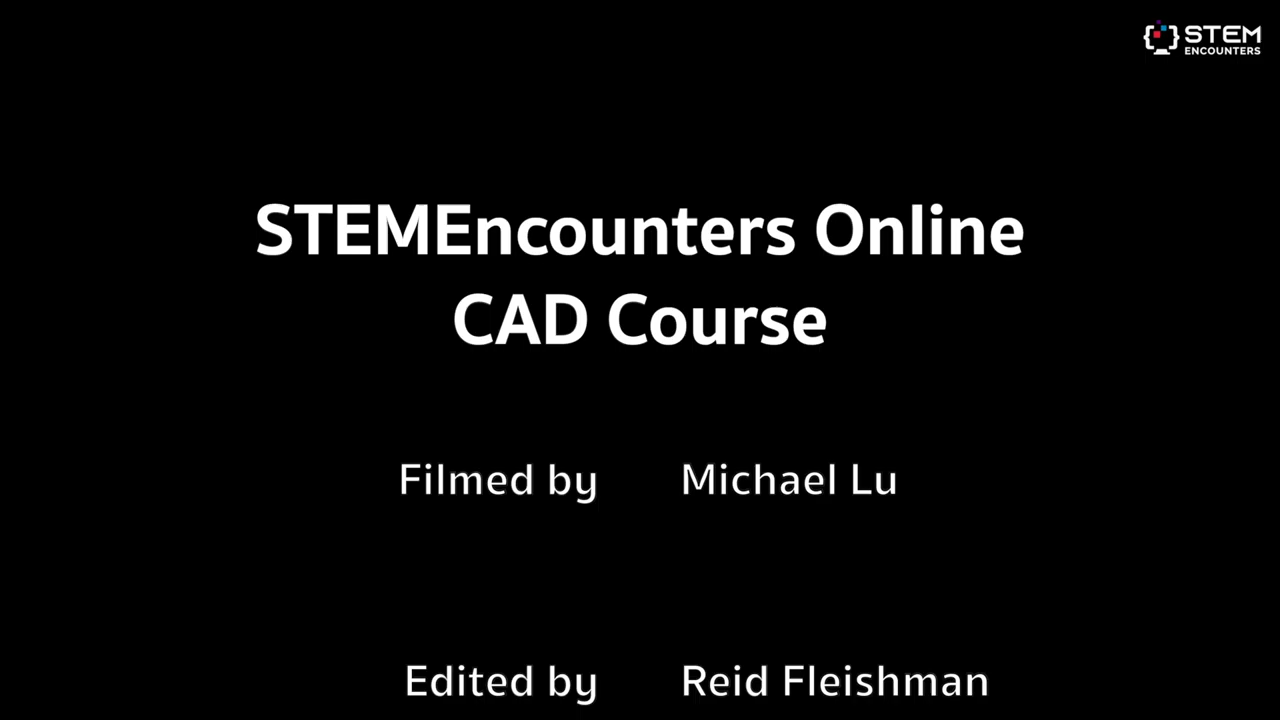 STEM
ENCOUNTERS
STEMEncounters Online
CAD Course
Filmed by Michael Lu
Edited by Reid Fleishman